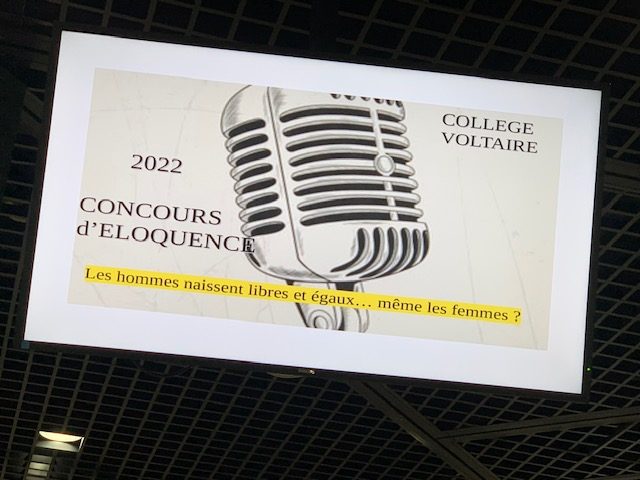 COLLEGE
VOLTAIRE
2022
CONCOURS
d'ELOQUENCE
Les hommes naissent libres et égaux… même les femmes ?